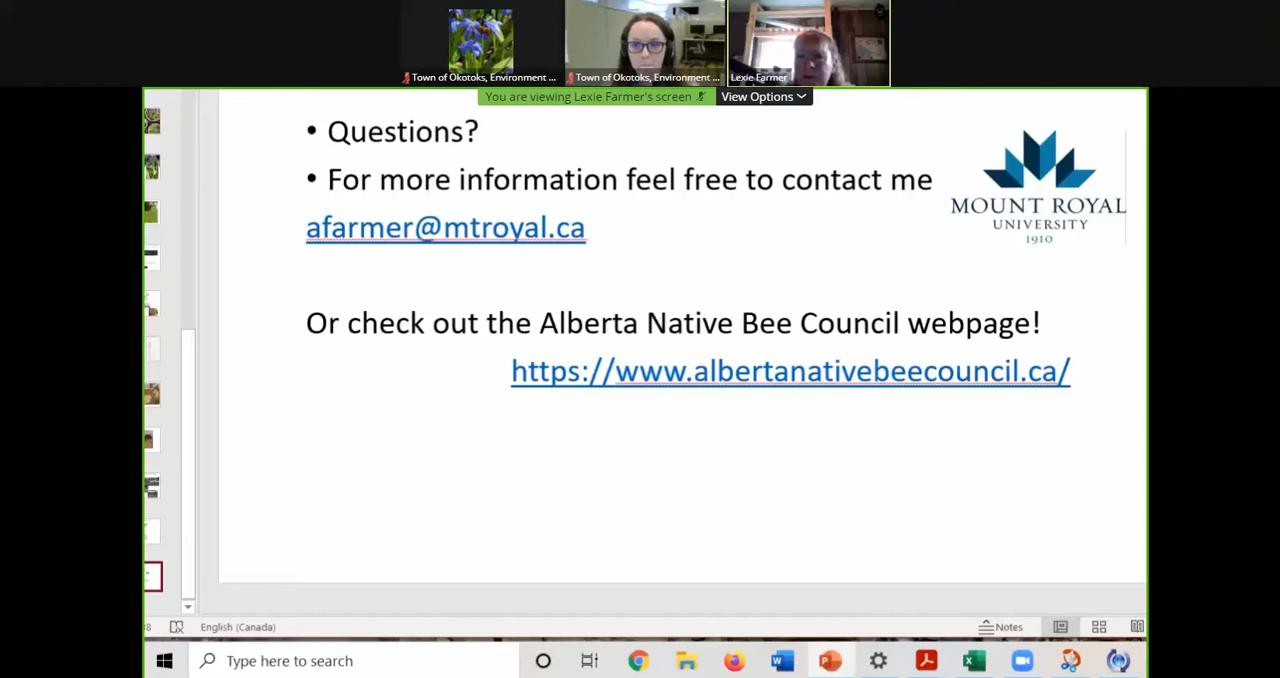 Town of Okotoks, Environment ...
Town of Okotoks, Environment ...
Lexie Farmer
You are viewing Lexie Farmer's screen
View Options
• Questions?
• For more information feel free to contact me
afarmer@mtroyal.ca
MOUNT ROYAL
UNIVERSITY
1910
Or check out the Alberta Native Bee Council webpage!
https://www.albertanativebeecouncil.ca/
English (Canada)
Notes
Type here to search